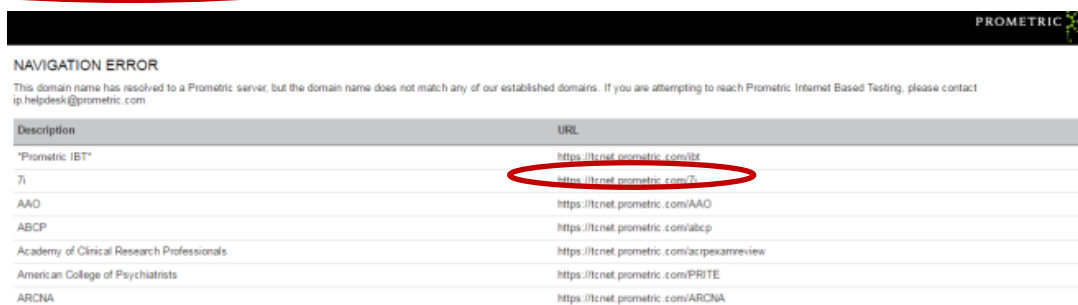 PROMETRIC
NAVIGATION ERROR
This domain name has resolved to a Prometric server, but the domain name does not match any of our established domains. If you are attempting to reach Prometric Internet Based Testing, please contact
ip.helpdesk@prometric.com
Description URL
"Prometric IBT" https://tcnet.prometric.com/ibt
7i https://tcnet.prometric.com/7i
AAO https://tcnet.prometric.com/AAO
ABCP https://tcnet.prometric.com/abcp
Academy of Clinical Research Professionals https://tcnet.prometric.com/acrpexamreview
American College of Psychiatrists https://tcnet.prometric.com/PRITE
ARCNA https://tcnet.prometric.com/ARCNA